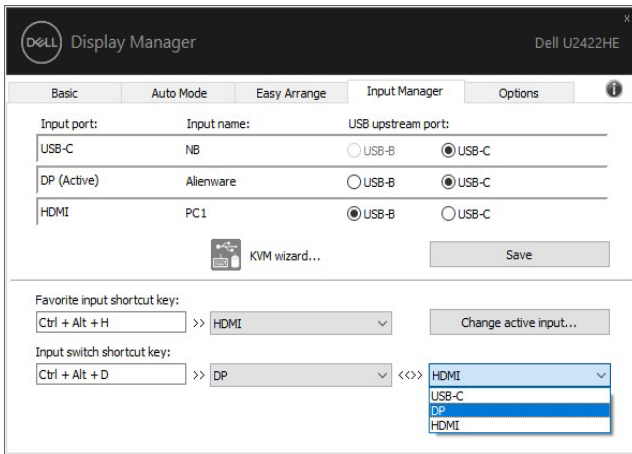 x
DELL Display Manager Dell U2422HE
Basic Auto Mode Easy Arrange Input Manager Options i
Input port: Input name: USB upstream port:
USB-C NB USB-B USB-C
DP (Active) Alienware USB-B USB-C
HDMI PC1 USB-B USB-C
KVM wizard... Save
Favorite input shortcut key:
Ctrl + Alt + H >> HDMI Change active input...
Input switch shortcut key:
Ctrl + Alt + D >> DP <<>> HDMI
USB-C
DP
HDMI